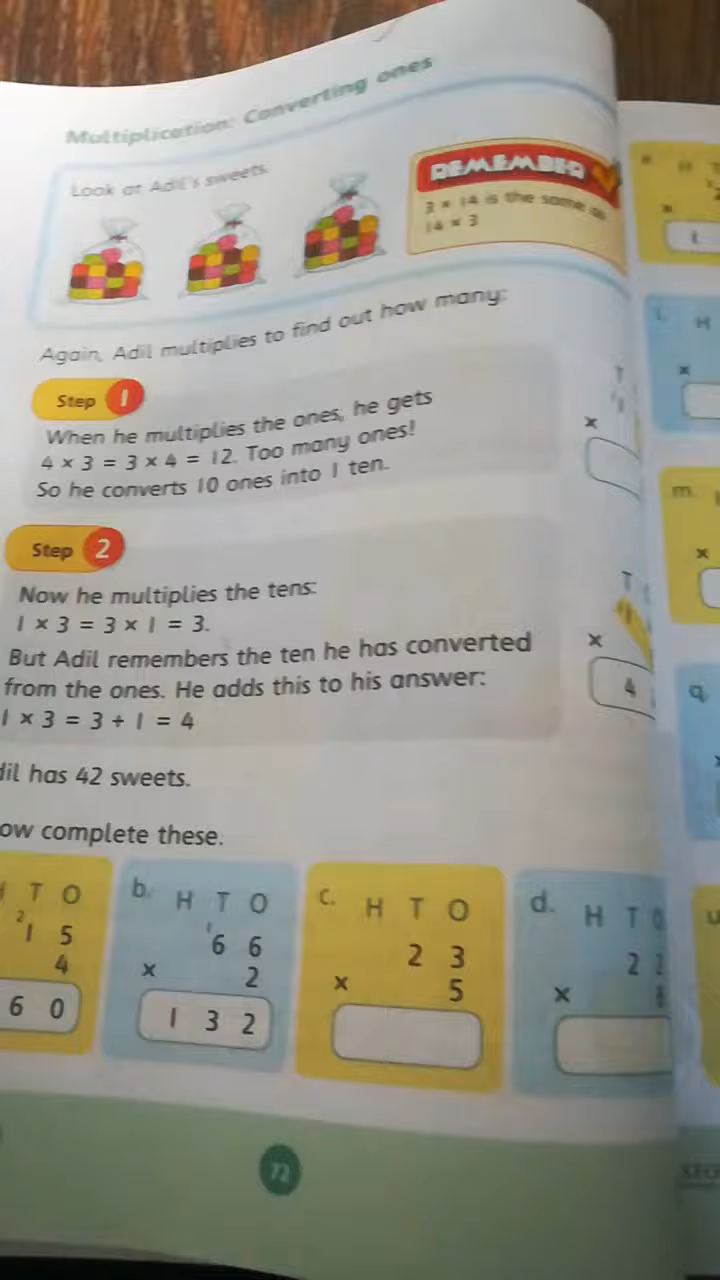 Multiplication: Converting ones
Look at Adil's sweets.
REMEMBER
3 × 14 is the same as
14 × 3
Again, Adil multiplies to find out how many:
Step 1
When he multiplies the ones, he gets
4 × 3 = 3 × 4 = 12. Too many ones!
So he converts 10 ones into 1 ten.
T
×
Step 2
Now he multiplies the tens:
1 × 3 = 3 × 1 = 3.
But Adil remembers the ten he has converted
from the ones. He adds this to his answer:
1 × 3 = 3 + 1 = 4
T
×
4
dil has 42 sweets.
ow complete these.
T O
2 1 5
4
6 0
b. H T O
1 6 6
× 2
1 3 2
c. H T O
2 3
× 5
d. H T O
2 2
× 8
72
H
×
1
H
×
m.
×
q
u